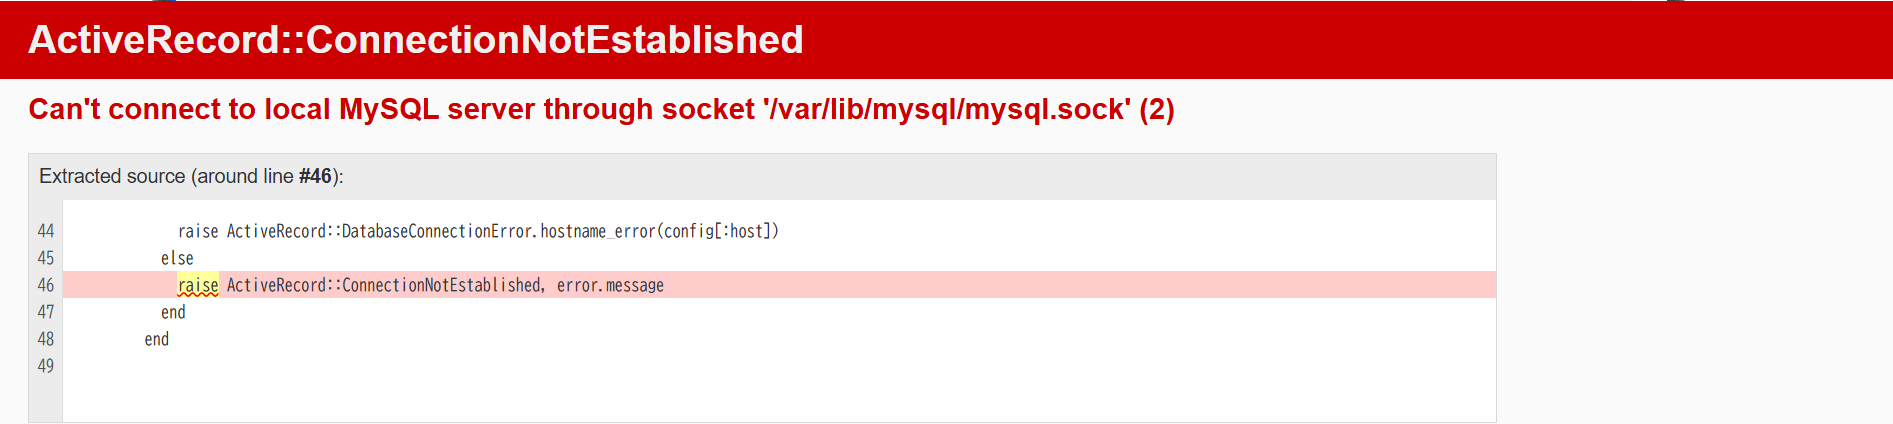 ActiveRecord::ConnectionNotEstablished
Can't connect to local MySQL server through socket '/var/lib/mysql/mysql.sock' (2)
Extracted source (around line #46):
44 raise ActiveRecord::DatabaseConnectionError.hostname_error(config[:host])
45 else
46 raise ActiveRecord::ConnectionNotEstablished, error.message
47 end
48 end
49